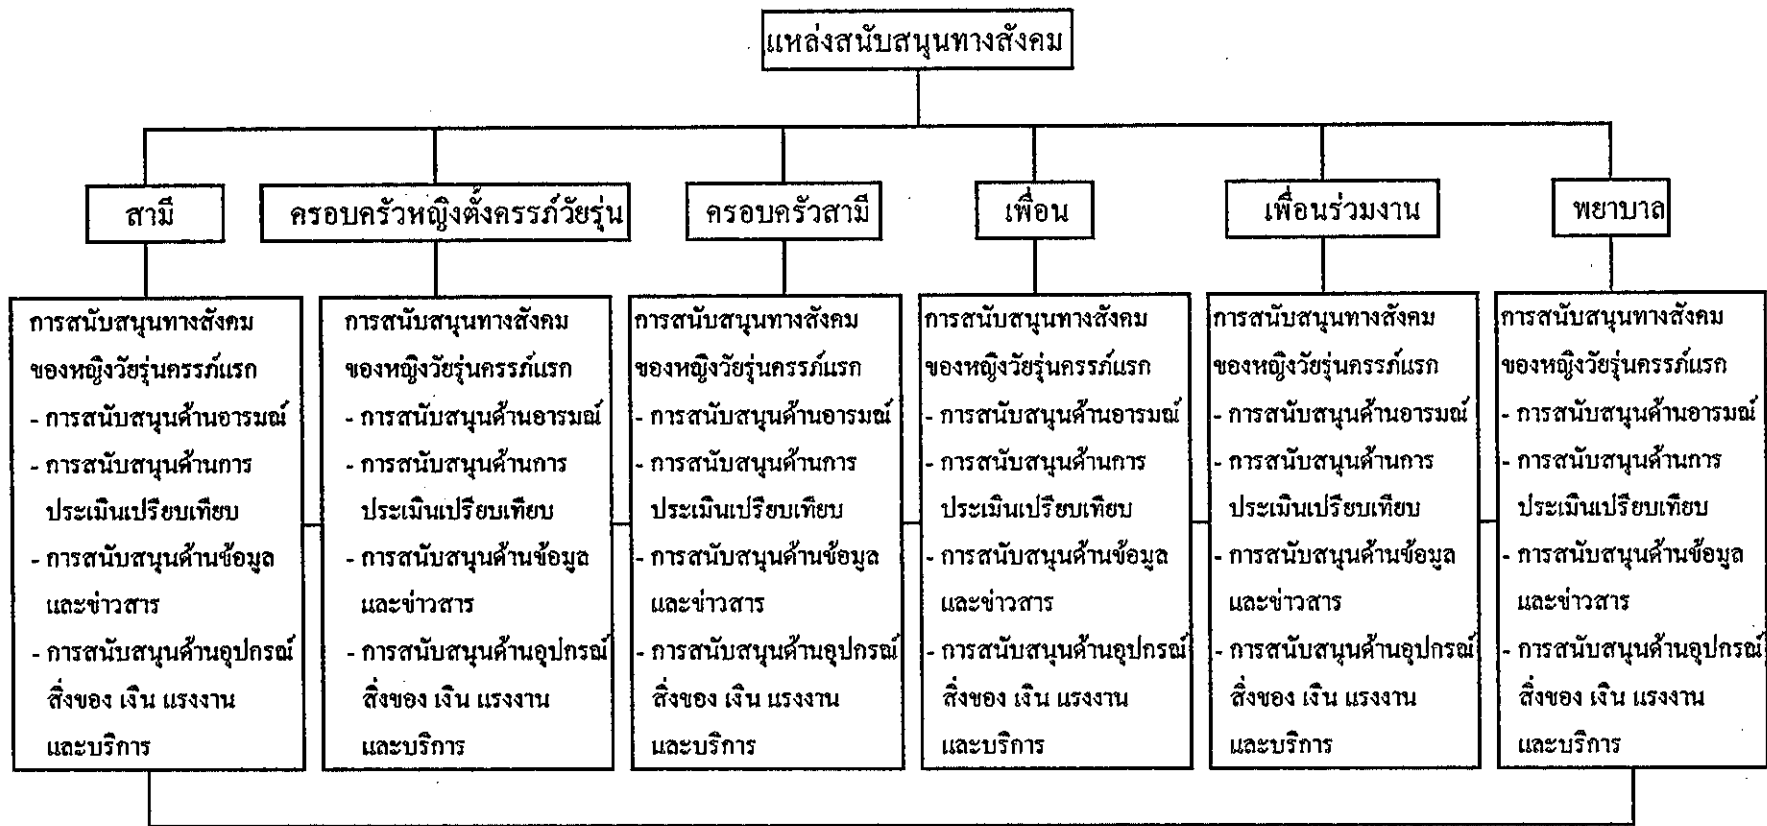 แหล่งสนับสนุนทางสังคม
สามี
ครอบครัวหญิงตั้งครรภ์วัยรุ่น
ครอบครัวสามี
เพื่อน
เพื่อนร่วมงาน
พยาบาล
การสนับสนุนทางสังคม
ของหญิงวัยรุ่นครรภ์แรก
- การสนับสนุนด้านอารมณ์
- การสนับสนุนด้านการ
ประเมินเปรียบเทียบ
- การสนับสนุนด้านข้อมูล
และข่าวสาร
- การสนับสนุนด้านอุปกรณ์
สิ่งของ เงิน แรงงาน
และบริการ
การสนับสนุนทางสังคม
ของหญิงวัยรุ่นครรภ์แรก
- การสนับสนุนด้านอารมณ์
- การสนับสนุนด้านการ
ประเมินเปรียบเทียบ
- การสนับสนุนด้านข้อมูล
และข่าวสาร
- การสนับสนุนด้านอุปกรณ์
สิ่งของ เงิน แรงงาน
และบริการ
การสนับสนุนทางสังคม
ของหญิงวัยรุ่นครรภ์แรก
- การสนับสนุนด้านอารมณ์
- การสนับสนุนด้านการ
ประเมินเปรียบเทียบ
- การสนับสนุนด้านข้อมูล
และข่าวสาร
- การสนับสนุนด้านอุปกรณ์
สิ่งของ เงิน แรงงาน
และบริการ
การสนับสนุนทางสังคม
ของหญิงวัยรุ่นครรภ์แรก
- การสนับสนุนด้านอารมณ์
- การสนับสนุนด้านการ
ประเมินเปรียบเทียบ
- การสนับสนุนด้านข้อมูล
และข่าวสาร
- การสนับสนุนด้านอุปกรณ์
สิ่งของ เงิน แรงงาน
และบริการ
การสนับสนุนทางสังคม
ของหญิงวัยรุ่นครรภ์แรก
- การสนับสนุนด้านอารมณ์
- การสนับสนุนด้านการ
ประเมินเปรียบเทียบ
- การสนับสนุนด้านข้อมูล
และข่าวสาร
- การสนับสนุนด้านอุปกรณ์
สิ่งของ เงิน แรงงาน
และบริการ
การสนับสนุนทางสังคม
ของหญิงวัยรุ่นครรภ์แรก
- การสนับสนุนด้านอารมณ์
- การสนับสนุนด้านการ
ประเมินเปรียบเทียบ
- การสนับสนุนด้านข้อมูล
และข่าวสาร
- การสนับสนุนด้านอุปกรณ์
สิ่งของ เงิน แรงงาน
และบริการ